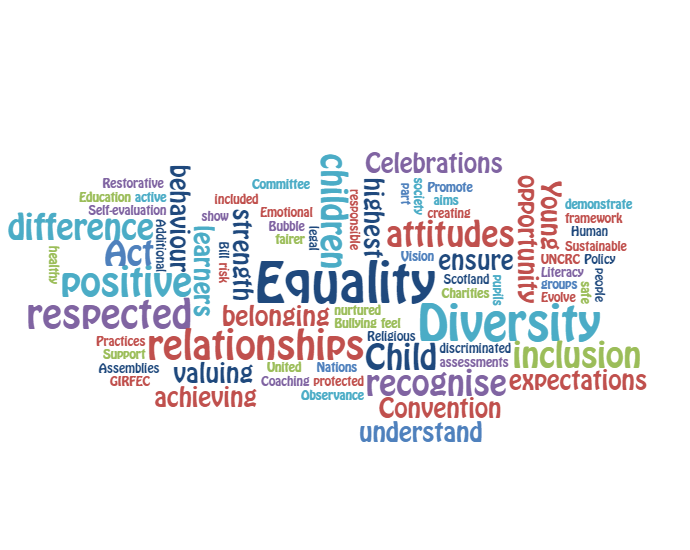 Celebrations
Restorative
behaviour
Committee
children
highest
society
part
Promote
Education
active
included
responsible
aims
opportunity
Young
demonstrate
Self-evaluation
show
Emotional
creating
framework
difference
Additional
learners
strength
Bubble
legal
attitudes
Human
fairer
Act
Bill
risk
Vision
ensure
Sustainable
healthy
UNCRC
Policy
positive
Equality
Scotland
pupils
Literacy
people
groups
safe
Charities
Evolve
respected
belonging
nurtured
Bullying
feel
Diversity
Practices
relationships
Religious
Child
discriminated
inclusion
Support
assessments
Assemblies
valuing
United
Nations
GIRFEC
Coaching
protected
recognise
expectations
achieving
Observance
Convention
understand